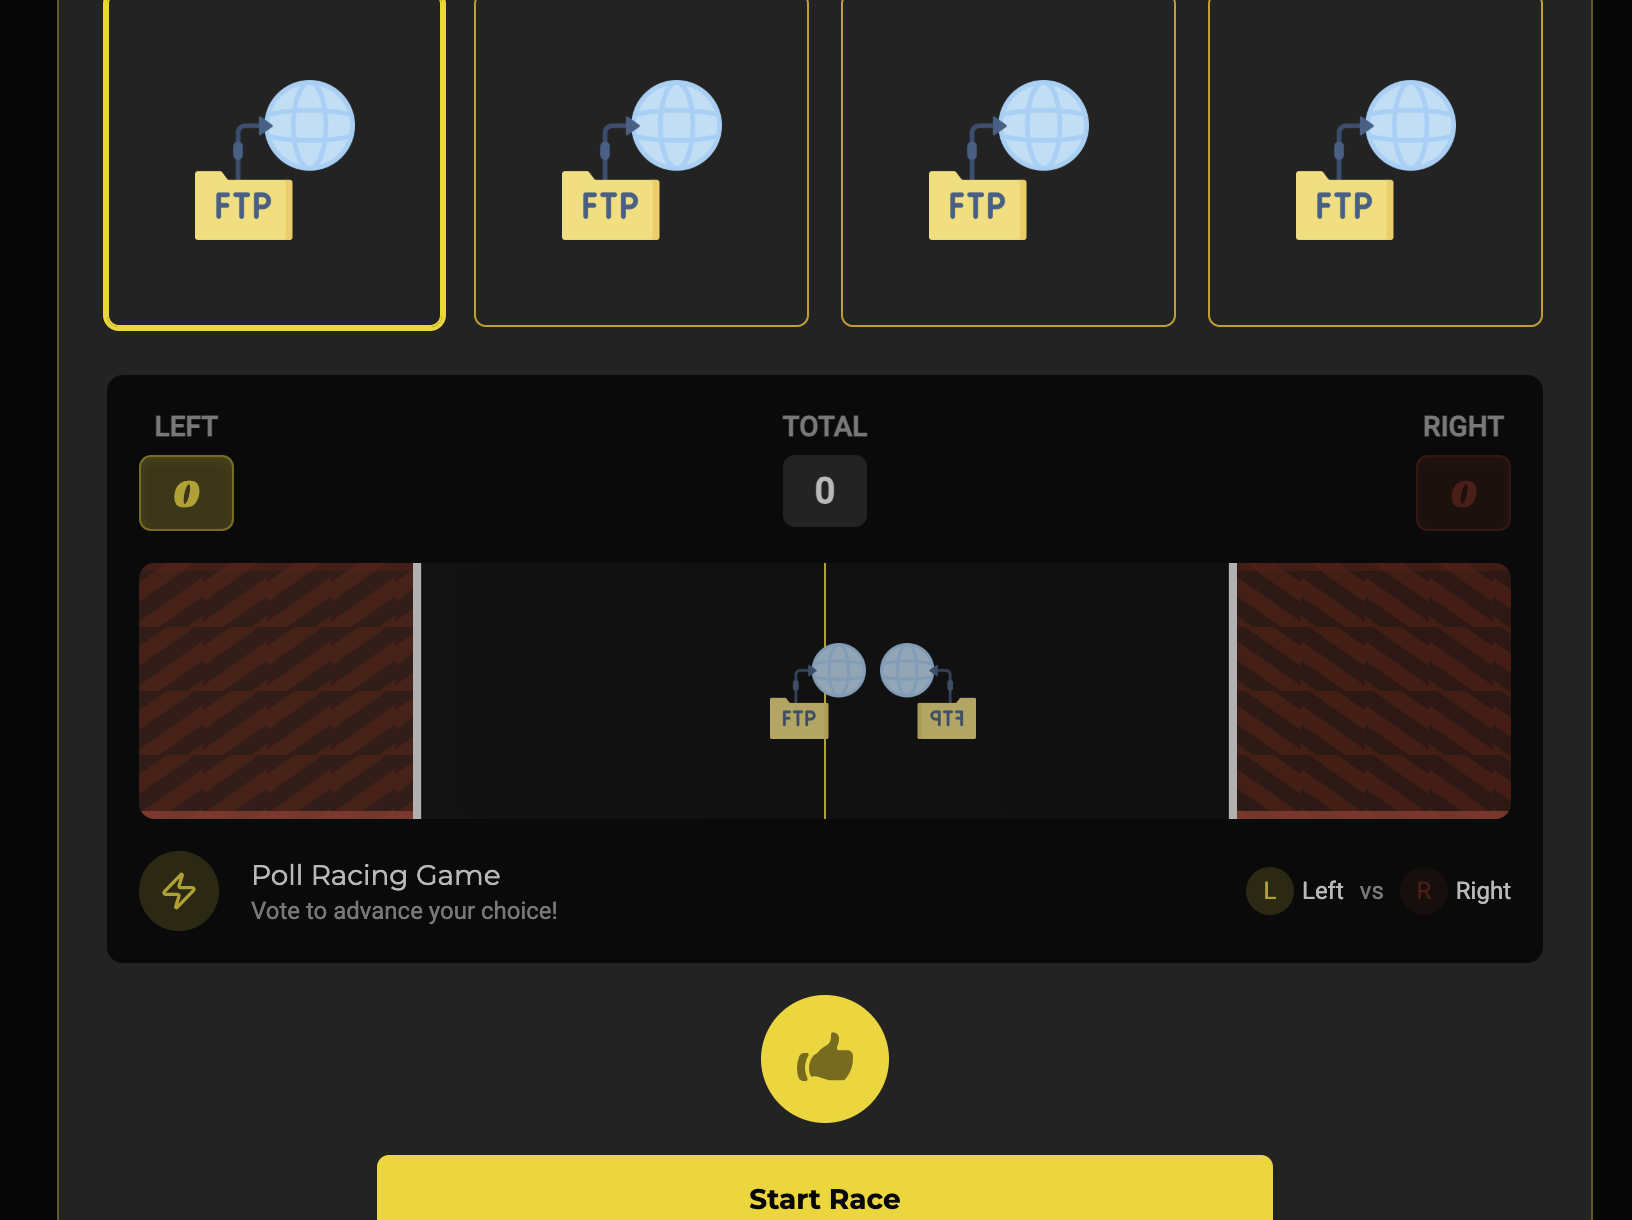 FTP
FTP
FTP
FTP
LEFT
TOTAL
RIGHT
0
0
0
FTP
FTP
Poll Racing Game
Vote to advance your choice!
L Left vs R Right
Start Race